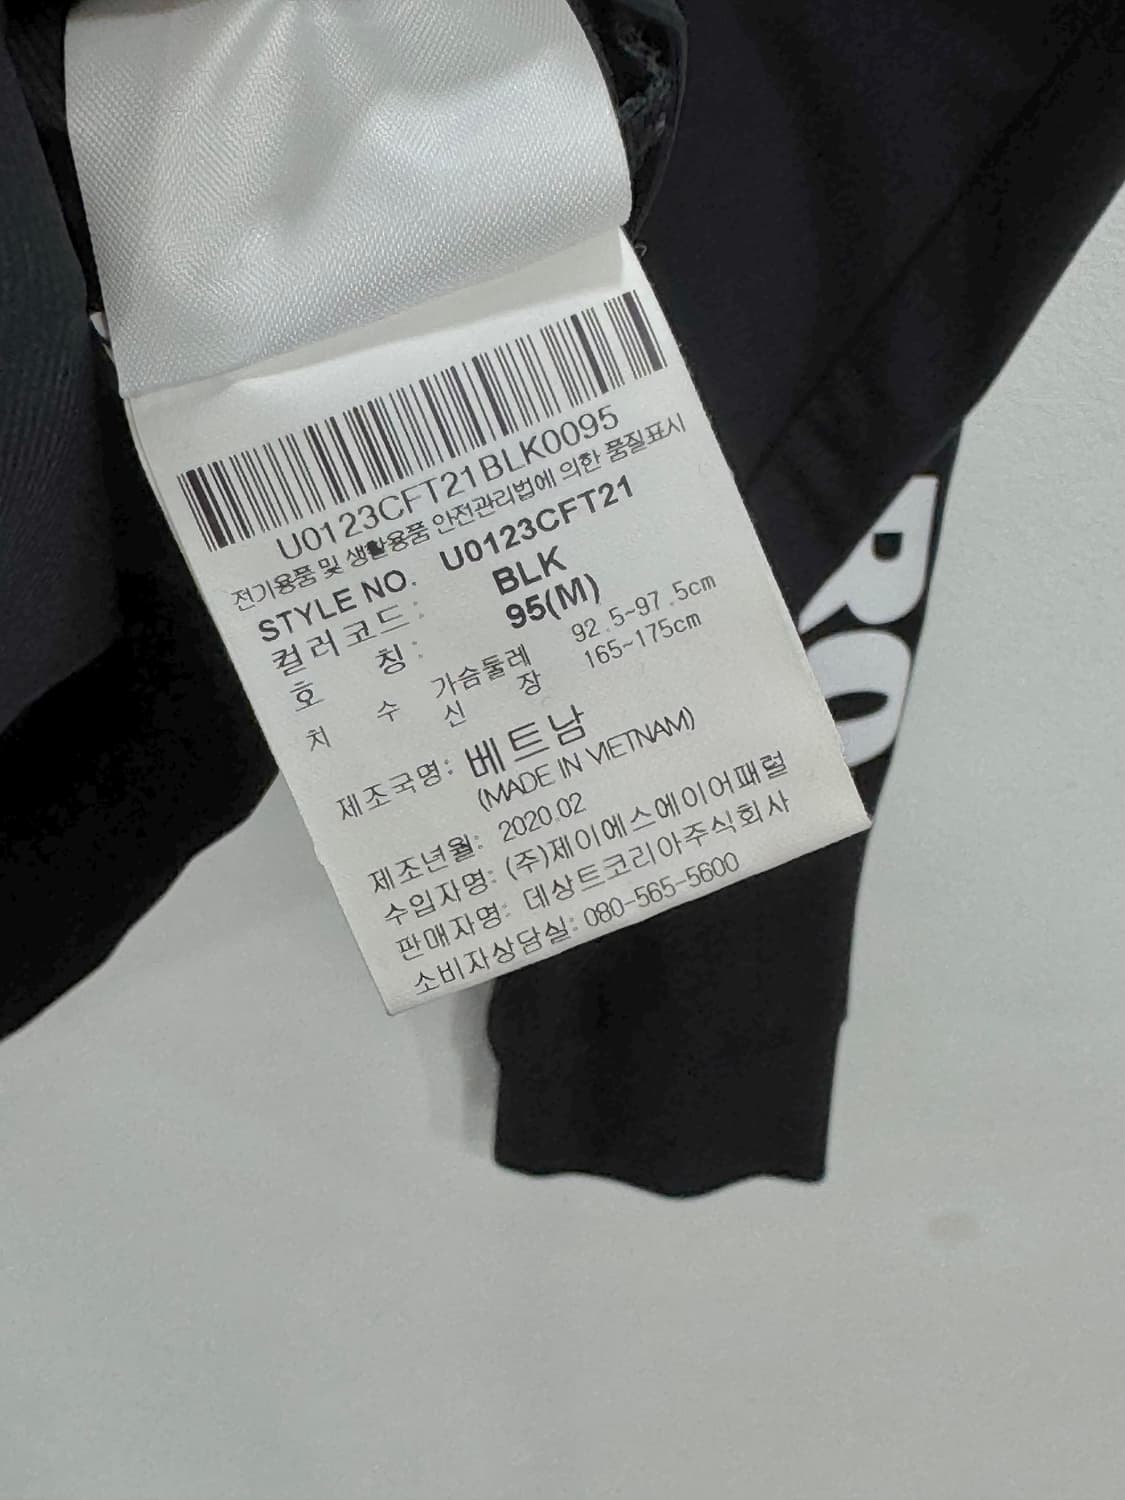 U0123CFT21BLK0095
전기용품 및 생활용품 안전관리법에 의한 품질표시
STYLE NO. U0123CFT21
컬러코드: BLK
호 칭: 95(M)
치 수 가슴둘레 92.5~97.5cm
신 장 165~175cm
제조국명: 베트남
(MADE IN VIETNAM)
제조년월: 2020.02
수입자명: (주)제이에스에이어패럴
판매자명: 데상트코리아주식회사
소비자상담실: 080-565-5600
RO